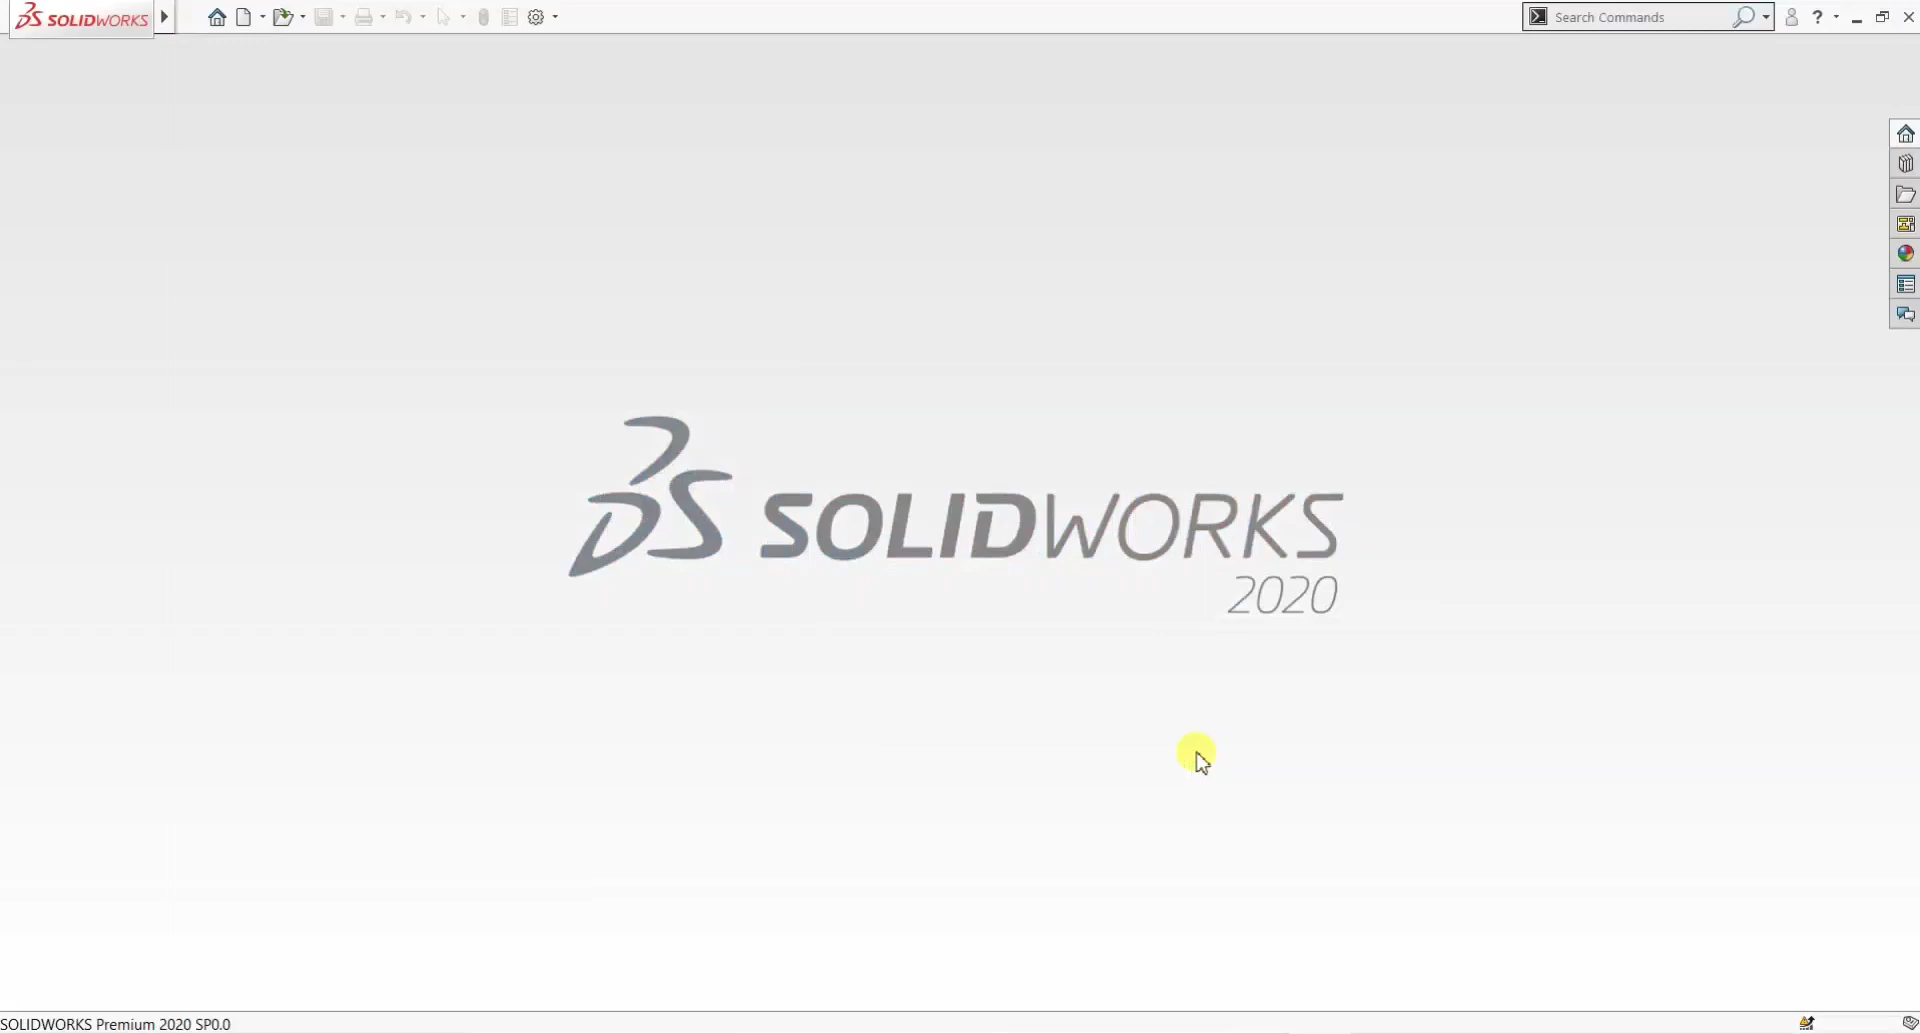 SOLIDWORKS
Search Commands
?
SOLIDWORKS
2020
SOLIDWORKS Premium 2020 SP0.0